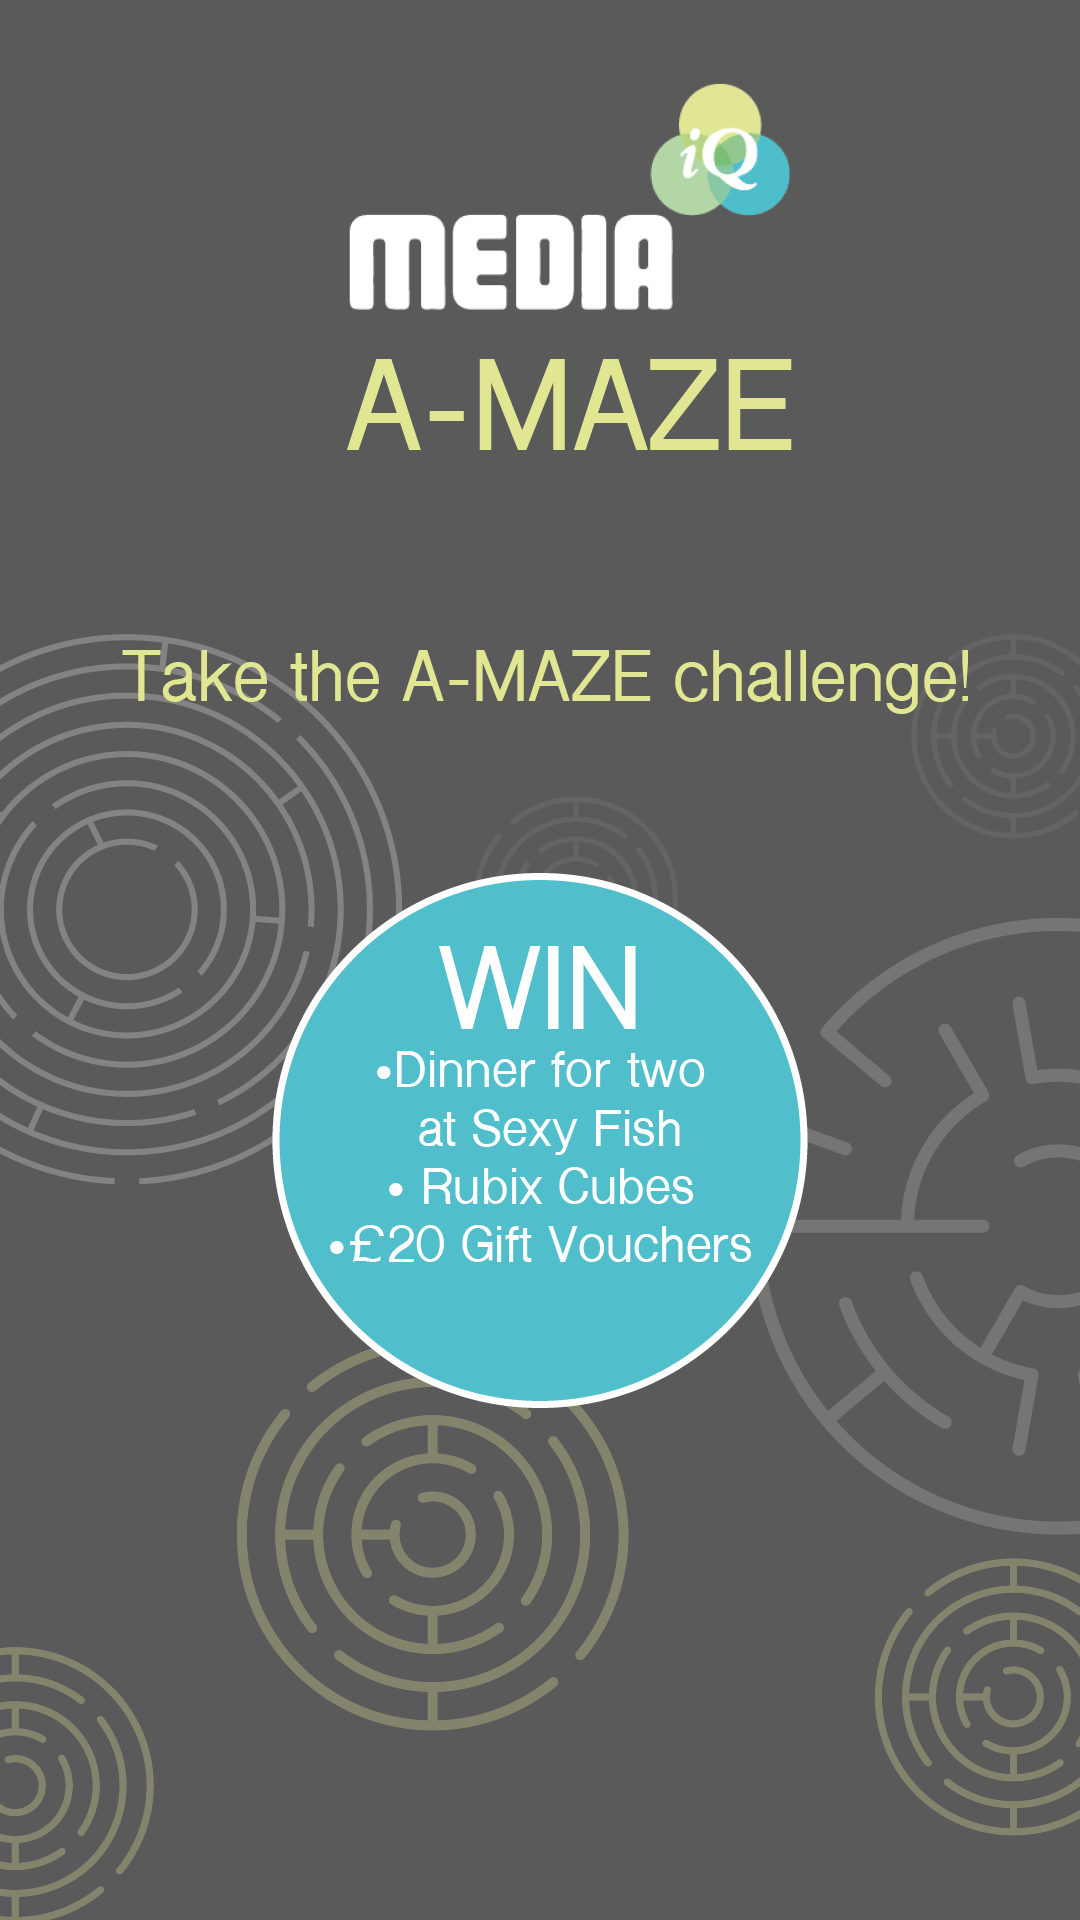 iQ
MEDIA
A-MAZE
Take the A-MAZE challenge!
WIN
•Dinner for two
at Sexy Fish
• Rubix Cubes
•£20 Gift Vouchers